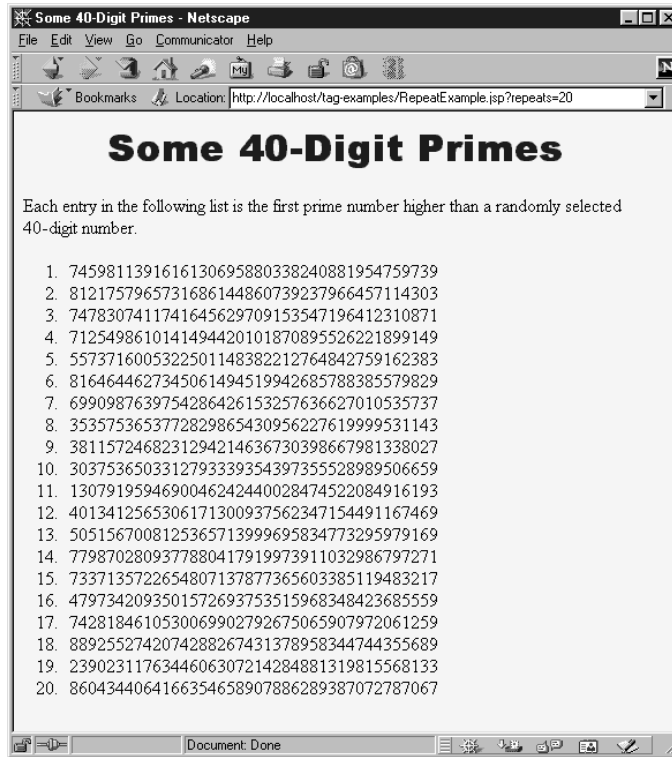 Some 40-Digit Primes - Netscape
File Edit View Go Communicator Help
My
N
Bookmarks Location: http://localhost/tag-examples/RepeatExample.jsp?repeats=20
Some 40-Digit Primes
Each entry in the following list is the first prime number higher than a randomly selected
40-digit number.
1. 7459811391616130695880338240881954759739
2. 8121757965731686144860739237966457114303
3. 7478307411741645629709153547196412310871
4. 7125498610141494420101870895526221899149
5. 5573716005322501148382212764842759162383
6. 8164644627345061494519942685788385579829
7. 6990987639754286426153257636627010535737
8. 3535753653772829865430956227619999531143
9. 3811572468231294214636730398667981338027
10. 3037536503312793339354397355528989506659
11. 1307919594690046242440028474522084916193
12. 4013412565306171300937562347154491167469
13. 5051567008125365713999695834773295979169
14. 7798702809377880417919973911032986797271
15. 7337135722654807137877365603385119483217
16. 4797342093501572693753515968348423685559
17. 7428184610530069902792675065907972061259
18. 8892552742074288267431378958344744355689
19. 2390231176344606307214284881319815568133
20. 8604344064166354658907886289387072787067
Document: Done